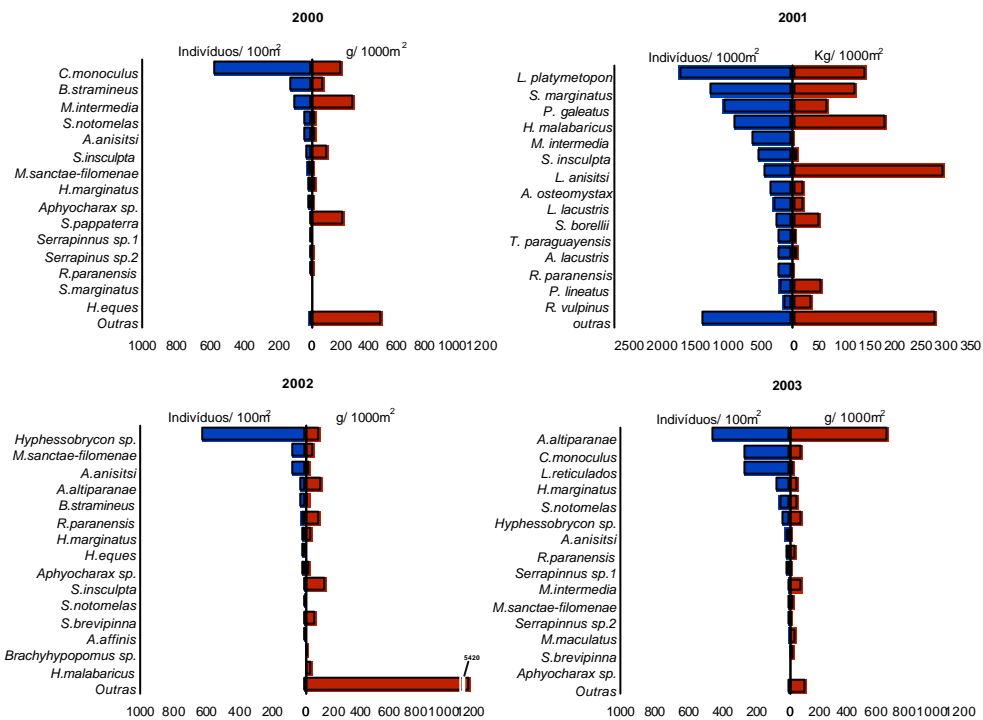 2000
Indivíduos/ 100m² g/ 1000m²
C.monoculus
B.stramineus
M.intermedia
S.notomelas
A.anisitsi
S.insculpta
M.sanctae-filomenae
H.marginatus
Aphyocharax sp.
S.pappaterra
Serrapinnus sp.1
Serrapinus sp.2
R.paranensis
S.marginatus
H.eques
Outras
1000 800 600 400 200 0 200 400 600 800 1000 1200
2001
Indivíduos/ 1000m² Kg/ 1000m²
L. platymetopon
S. marginatus
P. galeatus
H. malabaricus
M. intermedia
S. insculpta
L. anisitsi
A. osteomystax
L. lacustris
S. borellii
T. paraguayensis
A. lacustris
R. paranensis
P. lineatus
R. vulpinus
outras
2500 2000 1500 1000 500 0 50 100 150 200 250 300 350
2002
Indivíduos/ 100m² g/ 1000m²
Hyphessobrycon sp.
M.sanctae-filomenae
A.anisitsi
A.altiparanae
B.stramineus
R.paranensis
H.marginatus
H.eques
Aphyocharax sp.
S.insculpta
S.notomelas
S.brevipinna
A.affinis
Brachyhypopomus sp.
H.malabaricus
Outras
5420
1000 800 600 400 200 0 200 400 600 800 1000 1200
2003
Indivíduos/ 100m² g/ 1000m²
A.altiparanae
C.monoculus
L.reticulados
H.marginatus
S.notomelas
Hyphessobrycon sp.
A.anisitsi
R.paranensis
Serrapinnus sp.1
M.intermedia
M.sanctae-filomenae
Serrapinnus sp.2
M.maculatus
S.brevipinna
Aphyocharax sp.
Outras
1000 800 600 400 200 0 200 400 600 800 1000 1200